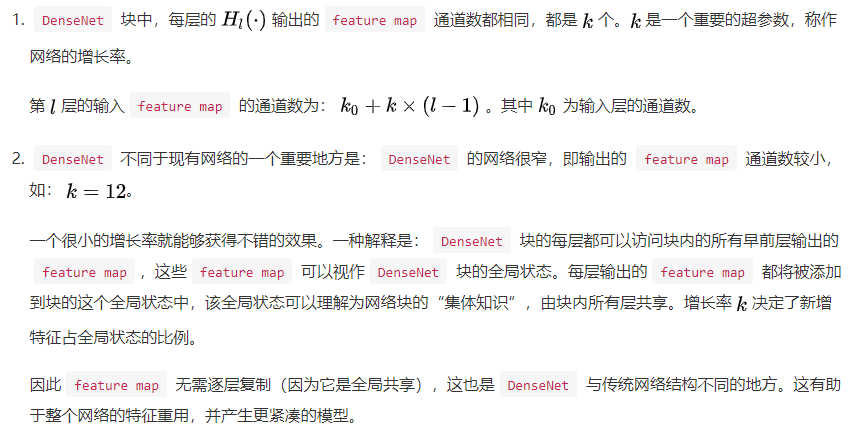 1. DenseNet 块中，每层的 H_l(·) 输出的 feature map 通道数都相同，都是 k 个。k 是一个重要的超参数，称作
网络的增长率。
第 l 层的输入 feature map 的通道数为： k_0 + k × (l − 1) 。其中 k_0 为输入层的通道数。
2. DenseNet 不同于现有网络的一个重要地方是： DenseNet 的网络很窄，即输出的 feature map 通道数较小，
如： k = 12。
一个很小的增长率就能够获得不错的效果。一种解释是： DenseNet 块的每层都可以访问块内的所有早前层输出的
feature map ，这些 feature map 可以视作 DenseNet 块的全局状态。每层输出的 feature map 都将被添加
到块的这个全局状态中，该全局状态可以理解为网络块的“集体知识”，由块内所有层共享。增长率 k 决定了新增
特征占全局状态的比例。
因此 feature map 无需逐层复制（因为它是全局共享），这也是 DenseNet 与传统网络结构不同的地方。这有助
于整个网络的特征重用，并产生更紧凑的模型。